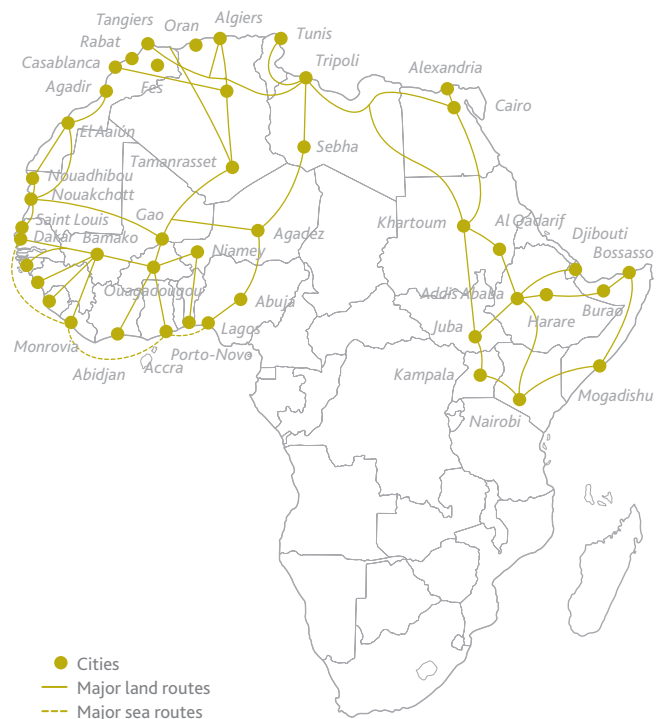 Tangiers
Oran
Algiers
Rabat
Tunis
Casablanca
Tripoli
Alexandria
Agadir
Fes
Cairo
El Aaiún
Sebha
Tamanrasset
Nouadhibou
Nouakchott
Saint Louis
Gao
Khartoum
Al Qadarif
Dakar
Bamako
Agadez
Djibouti
Niamey
Bossasso
Ouagadougou
Abuja
Addis Ababa
Burao
Harare
Lagos
Juba
Monrovia
Porto-Novo
Accra
Abidjan
Kampala
Mogadishu
Nairobi
Cities
Major land routes
Major sea routes